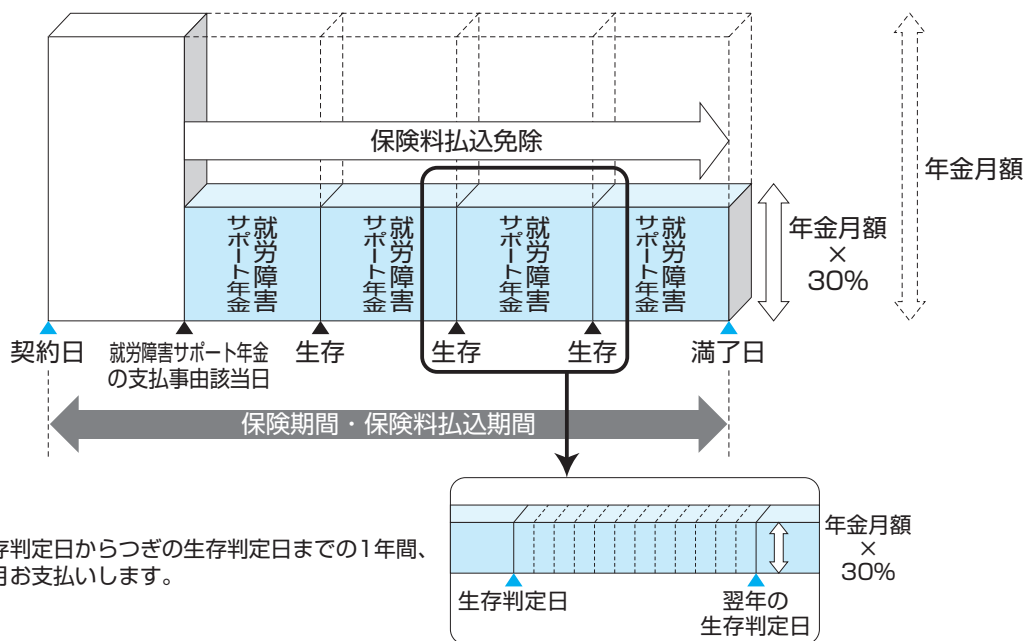 保険料払込免除
年金月額
就労障害
サポート年金
就労障害
サポート年金
就労障害
サポート年金
就労障害
サポート年金
年金月額
×
30%
契約日
就労障害サポート年金
の支払事由該当日
生存
生存
生存
満了日
保険期間・保険料払込期間
存判定日からつぎの生存判定日までの1年間、
月お支払いします。
年金月額
×
30%
生存判定日
翌年の
生存判定日